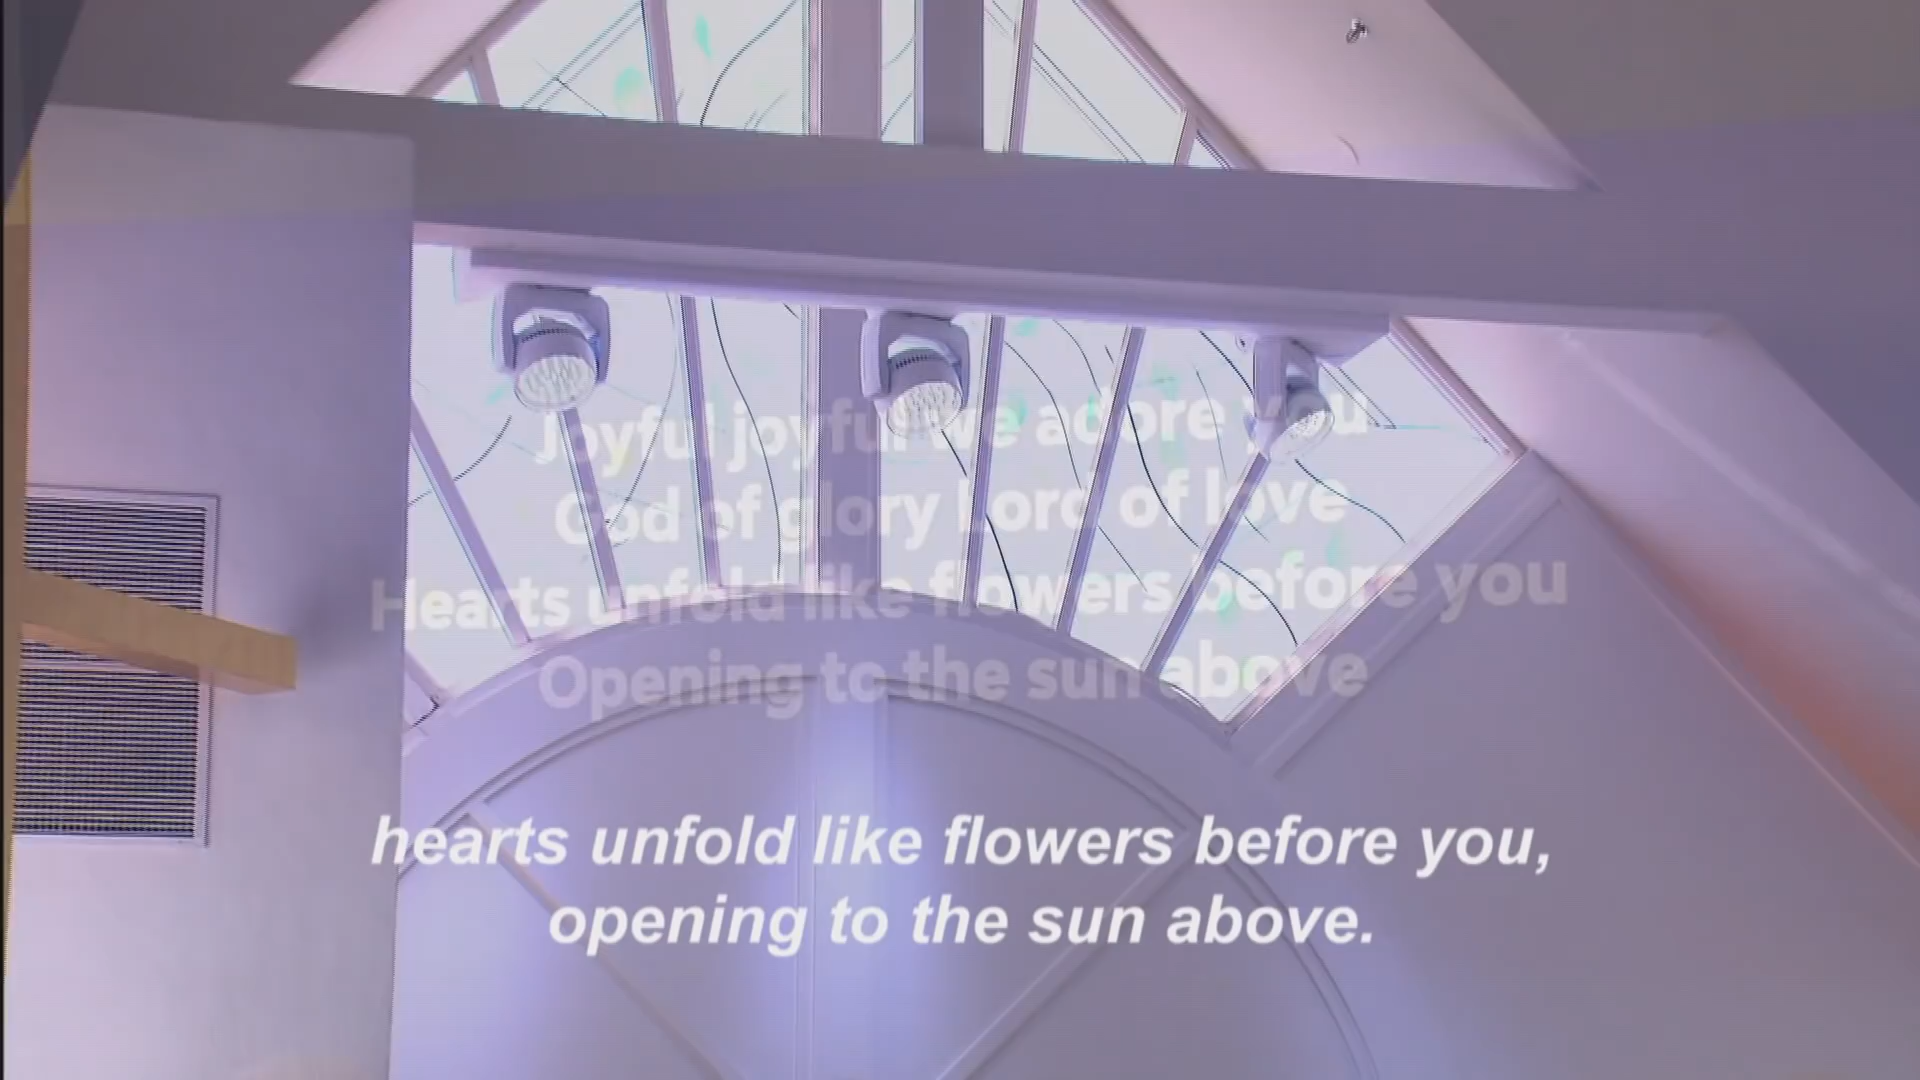 Joyful joyful we adore you
God of glory Lord of love
Hearts unfold like flowers before you
Opening to the sun above
hearts unfold like flowers before you,
opening to the sun above.